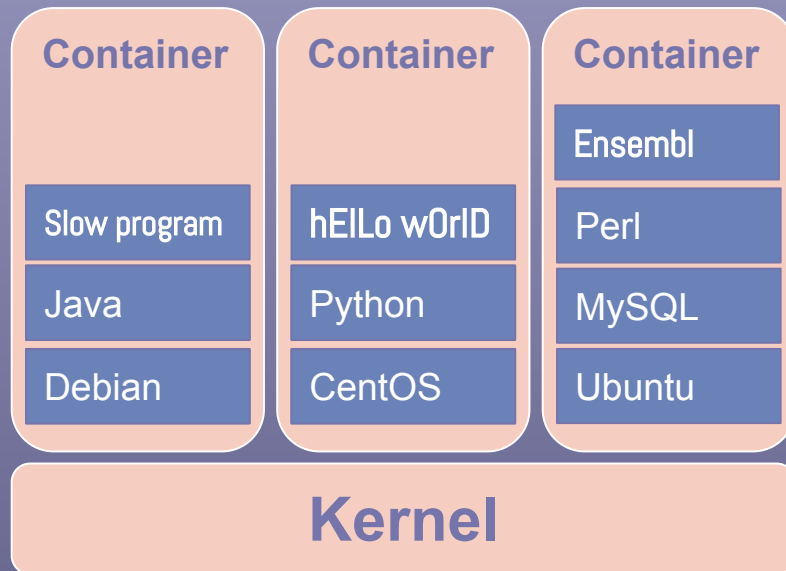 Container
Slow program
Java
Debian
Container
hElLo wOrlD
Python
CentOS
Container
Ensembl
Perl
MySQL
Ubuntu
Kernel